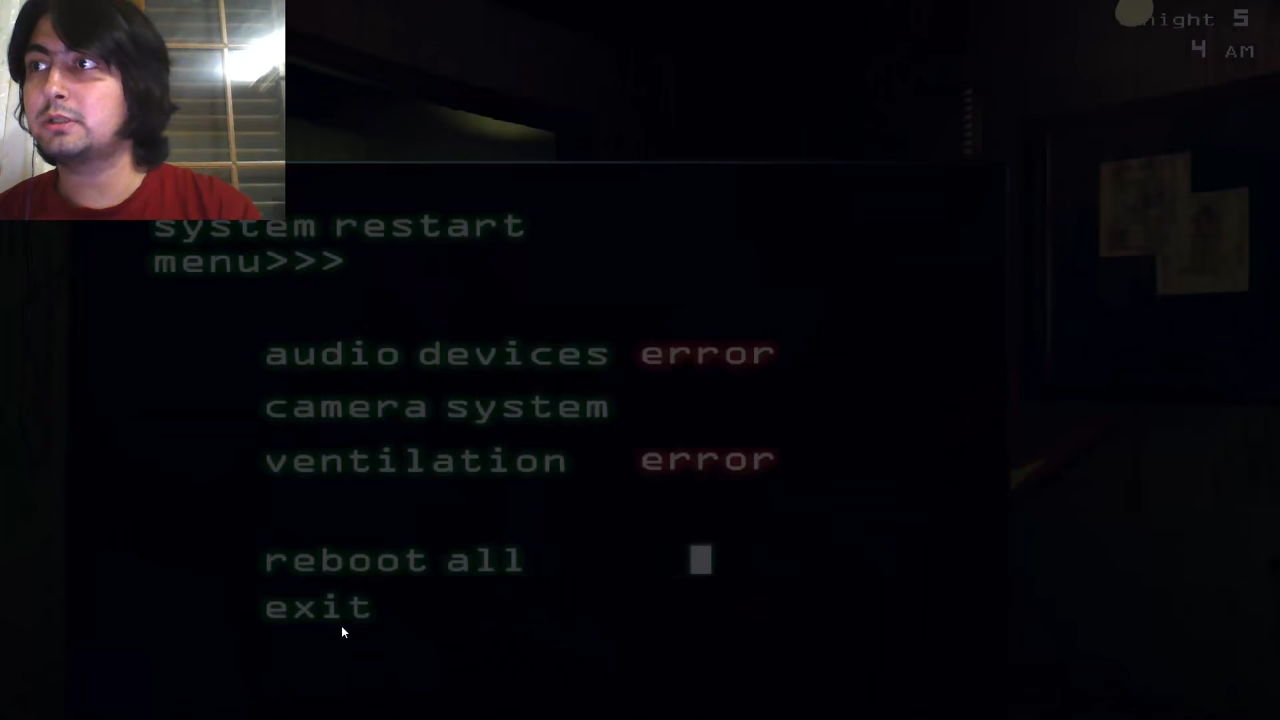 night 5
4 AM
system restart
menu>>>
audio devices error
camera system
ventilation error
reboot all
exit